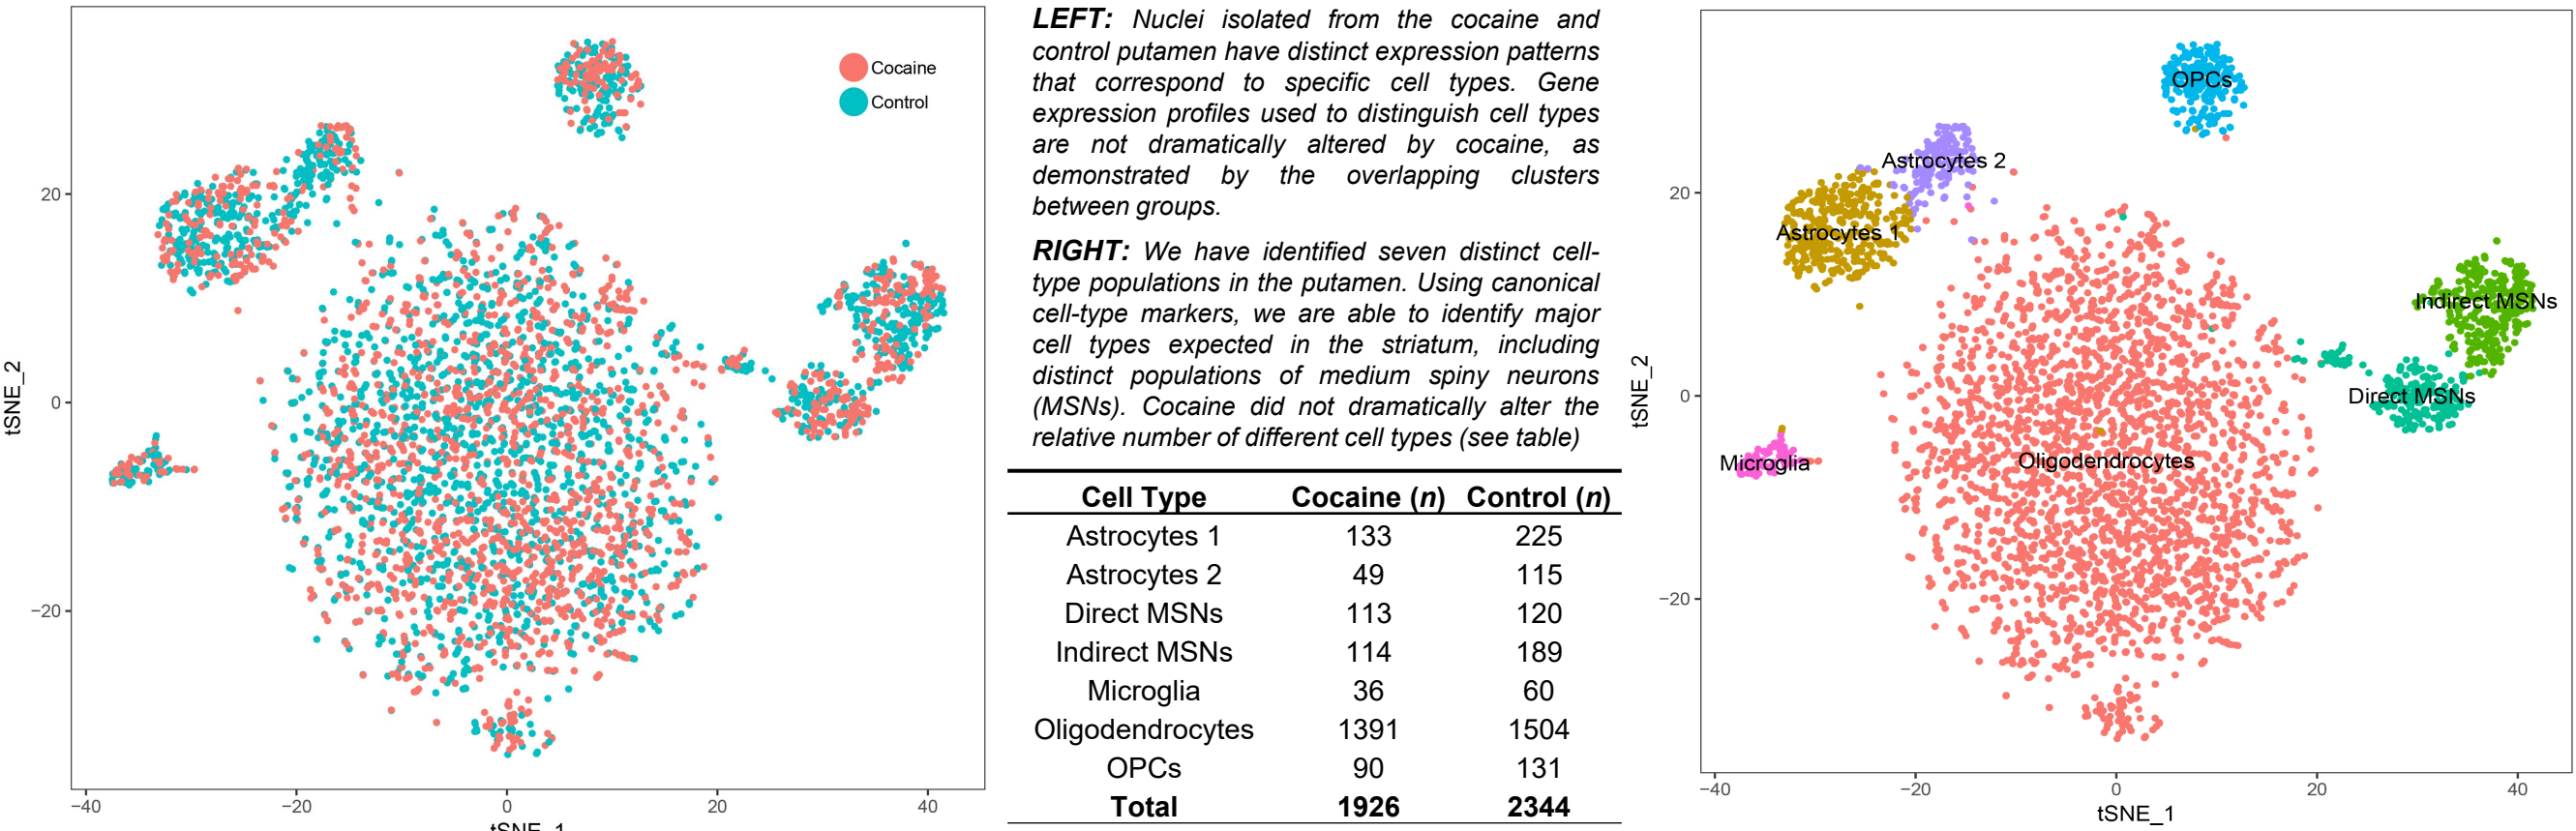 20
0
−20
tSNE_2
−40
−20
0
20
40
tSNE_1
Cocaine
Control
LEFT: Nuclei isolated from the cocaine and
control putamen have distinct expression patterns
that correspond to specific cell types. Gene
expression profiles used to distinguish cell types
are not dramatically altered by cocaine, as
demonstrated by the overlapping clusters
between groups.
RIGHT: We have identified seven distinct cell-
type populations in the putamen. Using canonical
cell-type markers, we are able to identify major
cell types expected in the striatum, including
distinct populations of medium spiny neurons
(MSNs). Cocaine did not dramatically alter the
relative number of different cell types (see table)
Cell Type Cocaine (n) Control (n)
Astrocytes 1 133 225
Astrocytes 2 49 115
Direct MSNs 113 120
Indirect MSNs 114 189
Microglia 36 60
Oligodendrocytes 1391 1504
OPCs 90 131
Total 1926 2344
OPCs
Astrocytes 2
Astrocytes 1
Indirect MSNs
Direct MSNs
Oligodendrocytes
Microglia
20
0
−20
tSNE_2
−40
−20
0
20
40
tSNE_1